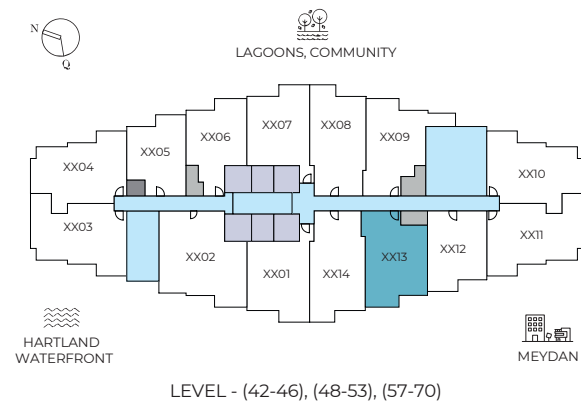 N
Q
LAGOONS, COMMUNITY
XX07 XX08
XX06 XX09
XX05
XX04 XX10
XX03 XX11
XX02 XX13 XX12
XX01 XX14
HARTLAND
WATERFRONT
MEYDAN
LEVEL - (42-46), (48-53), (57-70)